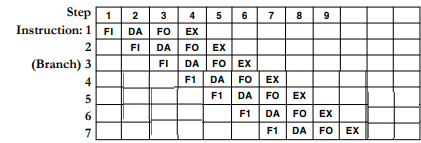 Step 1 2 3 4 5 6 7 8 9
Instruction: 1 FI DA FO EX
2 FI DA FO EX
(Branch) 3 FI DA FO EX
4 F1 DA FO EX
5 F1 DA FO EX
6 F1 DA FO EX
7 F1 DA FO EX